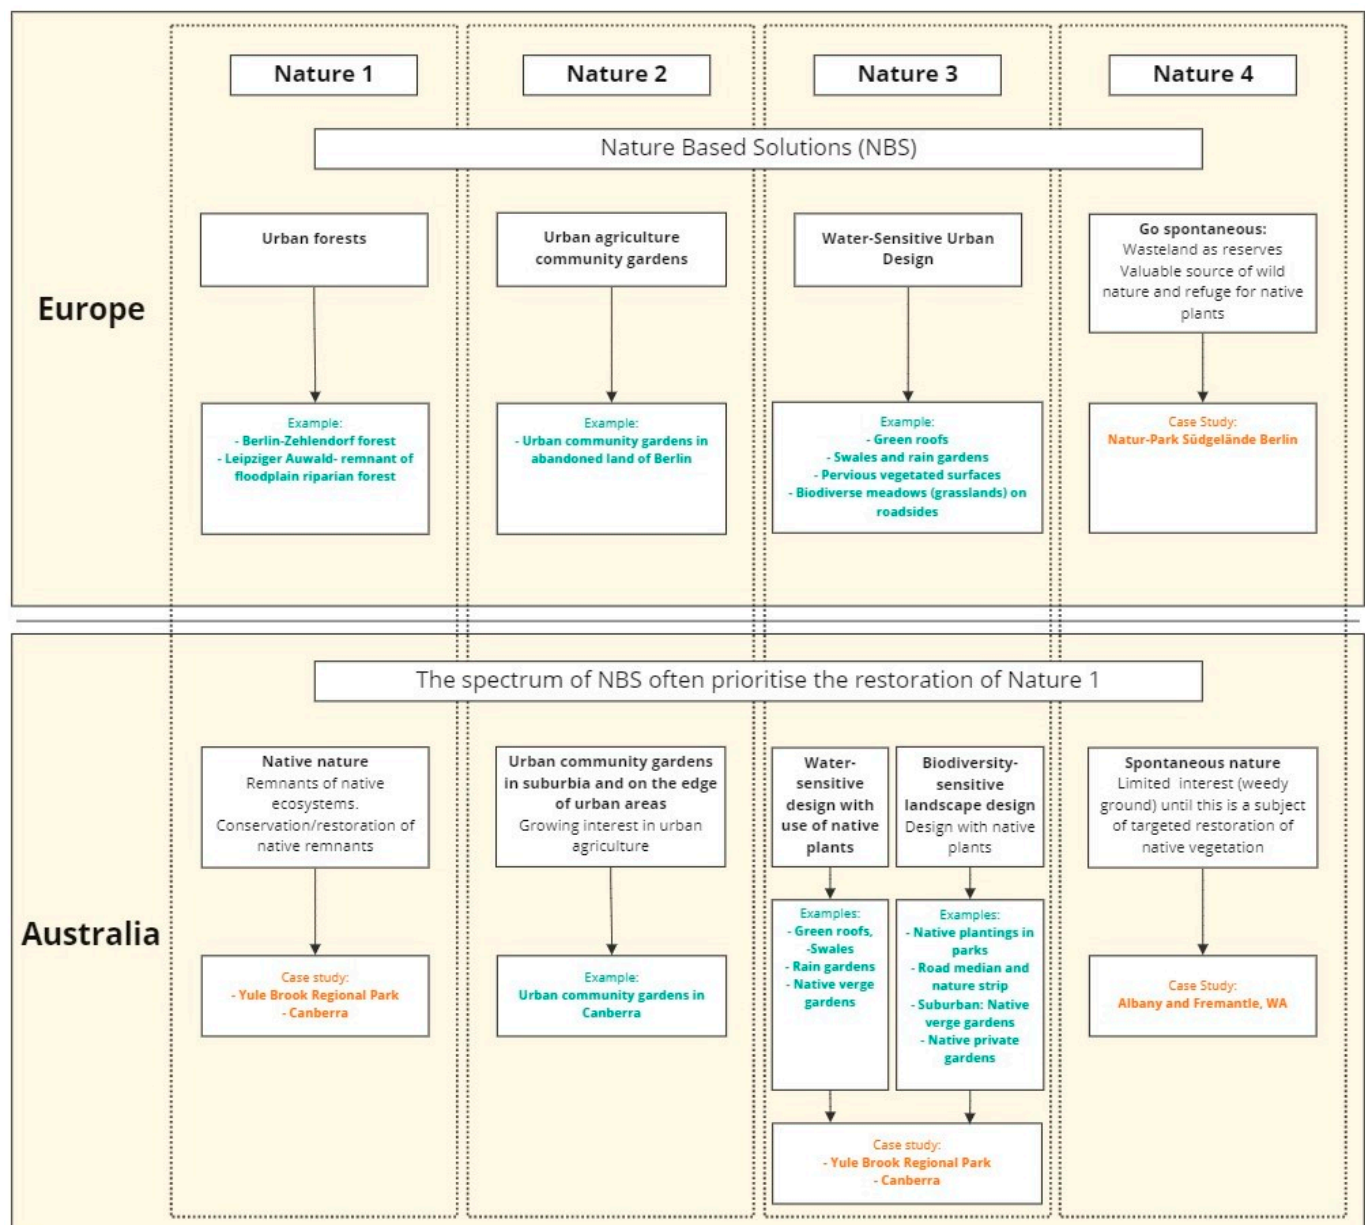 Nature 1
Nature 2
Nature 3
Nature 4
Nature Based Solutions (NBS)
Europe
Urban forests
Urban agriculture
community gardens
Water-Sensitive Urban
Design
Go spontaneous:
Wasteland as reserves
Valuable source of wild
nature and refuge for native
plants
Example:
- Berlin-Zehlendorf forest
- Leipziger Auwald- remnant of
floodplain riparian forest
Example:
- Urban community gardens in
abandoned land of Berlin
Example:
- Green roofs
- Swales and rain gardens
- Pervious vegetated surfaces
- Biodiverse meadows (grasslands) on
roadsides
Case Study:
Natur-Park Südgelände Berlin
The spectrum of NBS often prioritise the restoration of Nature 1
Australia
Native nature
Remnants of native
ecosystems.
Conservation/restoration of
native remnants
Urban community gardens
in suburbia and on the edge
of urban areas
Growing interest in urban
agriculture
Water-
sensitive
design with
use of native
plants
Biodiversity-
sensitive
landscape design
Design with native
plants
Spontaneous nature
Limited interest (weedy
ground) until this is a subject
of targeted restoration of
native vegetation
Case study:
- Yule Brook Regional Park
- Canberra
Example:
Urban community gardens in
Canberra
Examples:
- Green roofs,
-Swales
- Rain gardens
- Native verge
gardens
Examples:
- Native plantings in
parks
- Road median and
nature strip
- Suburban: Native
verge gardens
- Native private
gardens
Case Study:
Albany and Fremantle, WA
Case study:
- Yule Brook Regional Park
- Canberra